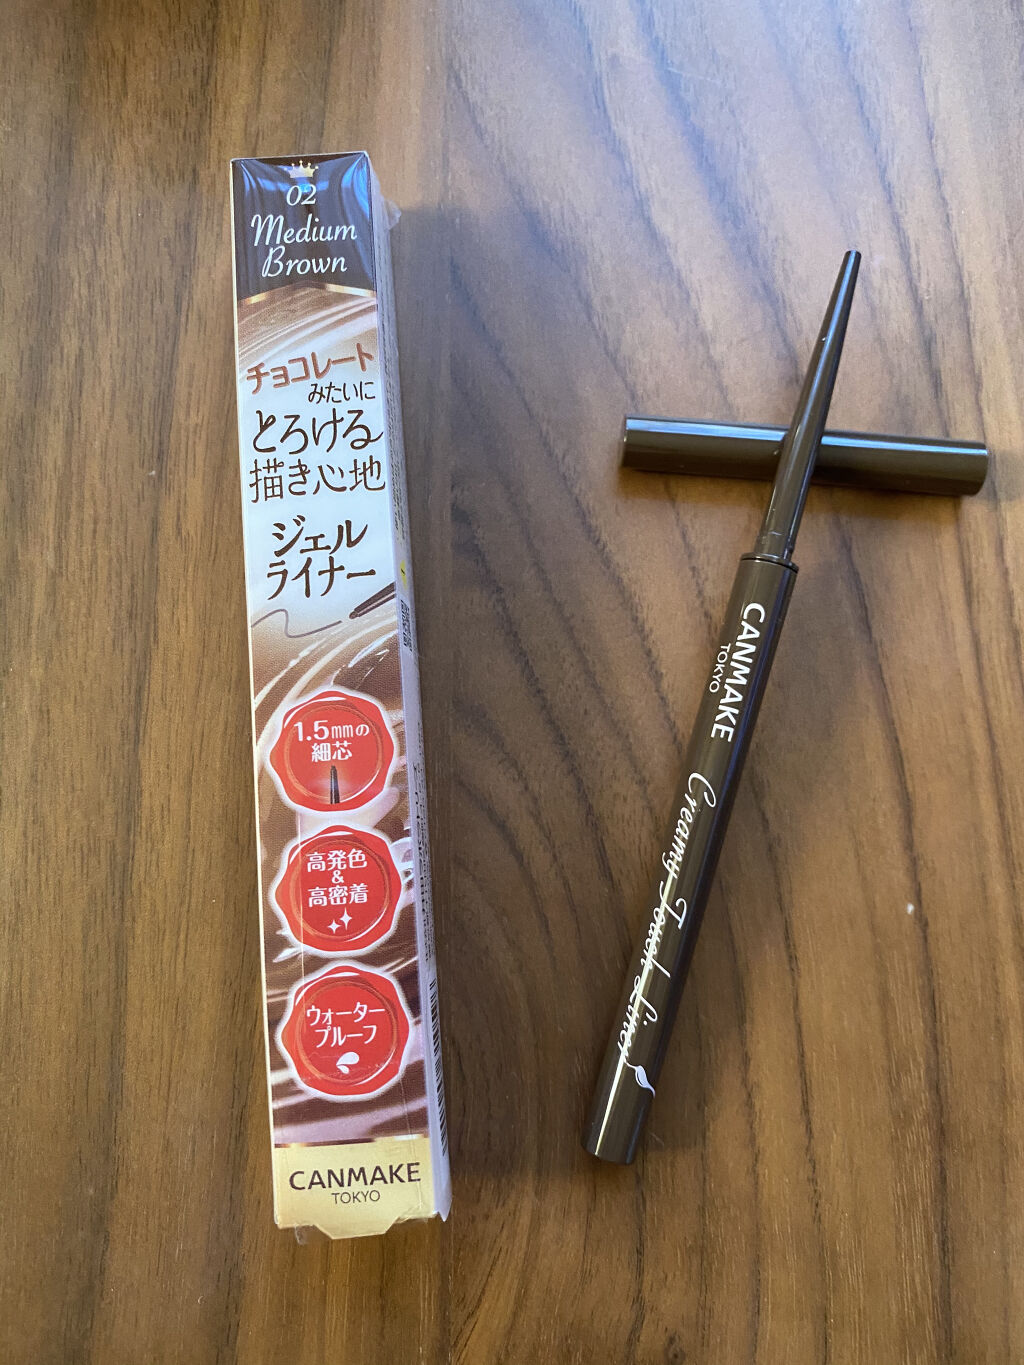 02
Medium
Brown
チョコレート
みたいに
とろける
描き心地
ジェル
ライナー
1.5mmの
細芯
高発色
&
高密着
ウォーター
プルーフ
CANMAKE
TOKYO
CANMAKE
TOKYO
Creamy Touch Liner